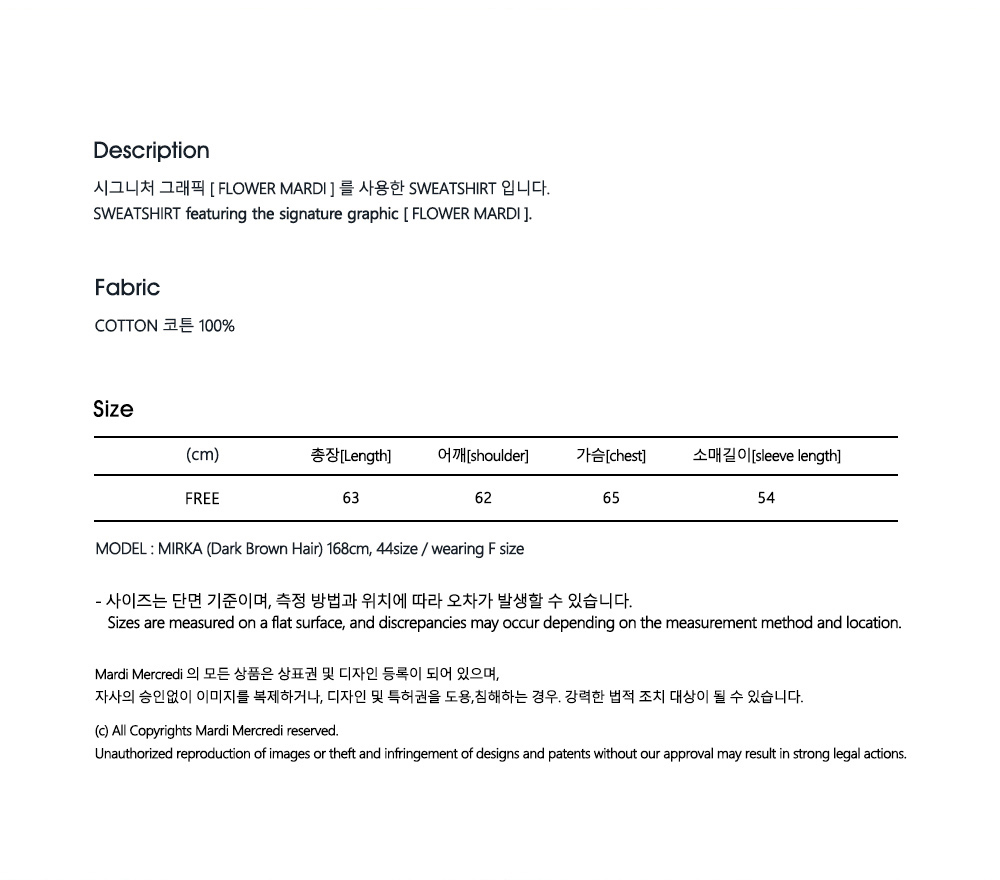 Description
시그니처 그래픽 [ FLOWER MARDI ] 를 사용한 SWEATSHIRT 입니다.
SWEATSHIRT featuring the signature graphic [ FLOWER MARDI ].
Fabric
COTTON 코튼 100%
Size
(cm) 총장[Length] 어깨[shoulder] 가슴[chest] 소매길이[sleeve length]
FREE 63 62 65 54
MODEL : MIRKA (Dark Brown Hair) 168cm, 44size / wearing F size
- 사이즈는 단면 기준이며, 측정 방법과 위치에 따라 오차가 발생할 수 있습니다.
Sizes are measured on a flat surface, and discrepancies may occur depending on the measurement method and location.
Mardi Mercredi 의 모든 상품은 상표권 및 디자인 등록이 되어 있으며,
자사의 승인없이 이미지를 복제하거나, 디자인 및 특허권을 도용,침해하는 경우. 강력한 법적 조치 대상이 될 수 있습니다.
(c) All Copyrights Mardi Mercredi reserved.
Unauthorized reproduction of images or theft and infringement of designs and patents without our approval may result in strong legal actions.